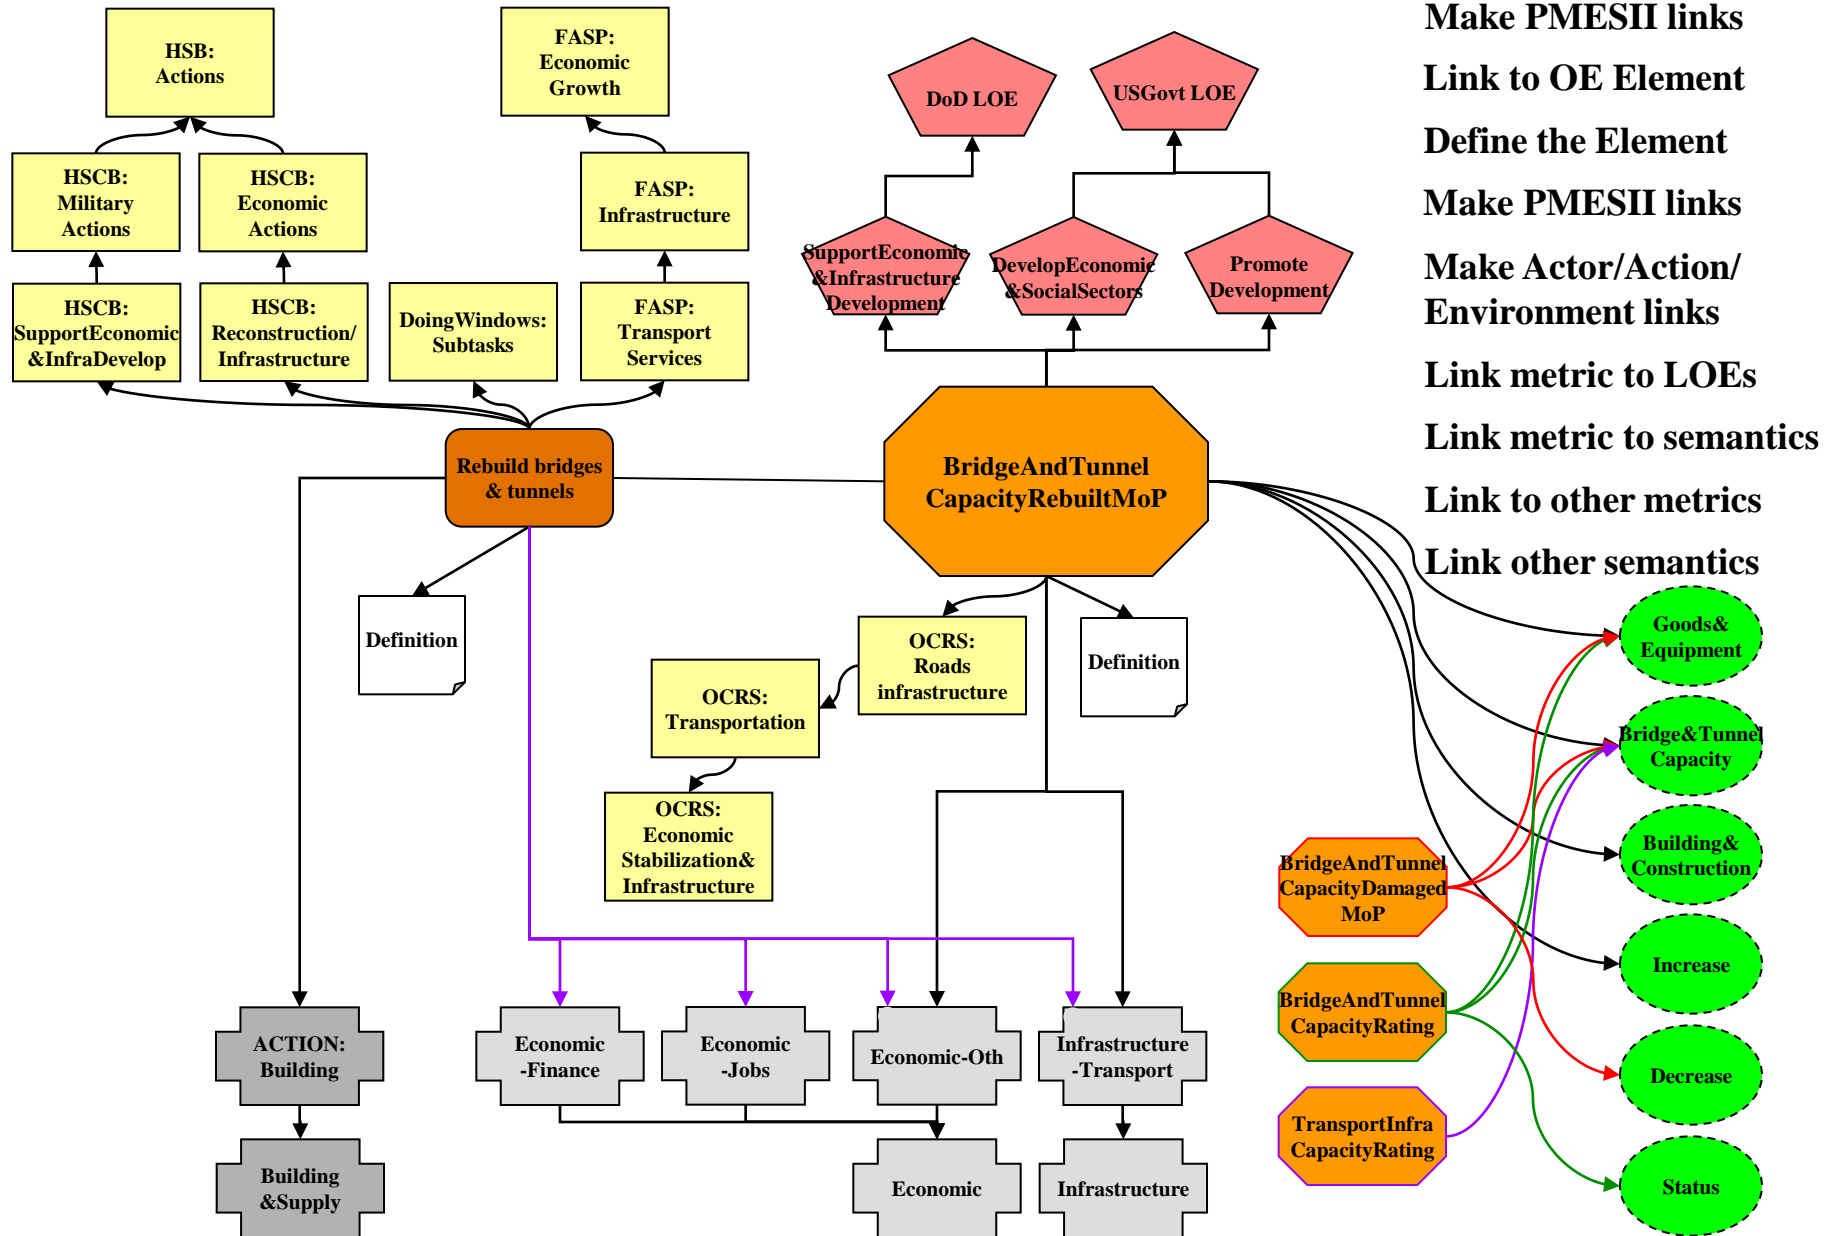 HSB:
Actions
FASP:
Economic
Growth
DoD LOE
USGovt LOE
Make PMESII links
Link to OE Element
Define the Element
Make PMESII links
Make Actor/Action/
Environment links
Link metric to LOEs
Link metric to semantics
Link to other metrics
Link other semantics
HSCB:
Military
Actions
HSCB:
Economic
Actions
FASP:
Infrastructure
SupportEconomic
&Infrastructure
Development
DevelopEconomic
&SocialSectors
Promote
Development
HSCB:
SupportEconomic
&InfraDevelop
HSCB:
Reconstruction/
Infrastructure
DoingWindows:
Subtasks
FASP:
Transport
Services
Rebuild bridges
& tunnels
BridgeAndTunnel
CapacityRebuiltMoP
Definition
OCRS:
Roads
infrastructure
Definition
OCRS:
Transportation
OCRS:
Economic
Stabilization&
Infrastructure
Goods&
Equipment
Bridge&Tunnel
Capacity
Building&
Construction
Increase
Decrease
Status
BridgeAndTunnel
CapacityDamaged
MoP
BridgeAndTunnel
CapacityRating
TransportInfra
CapacityRating
ACTION:
Building
Economic
-Finance
Economic
-Jobs
Economic-Oth
Infrastructure
-Transport
Building
&Supply
Economic
Infrastructure